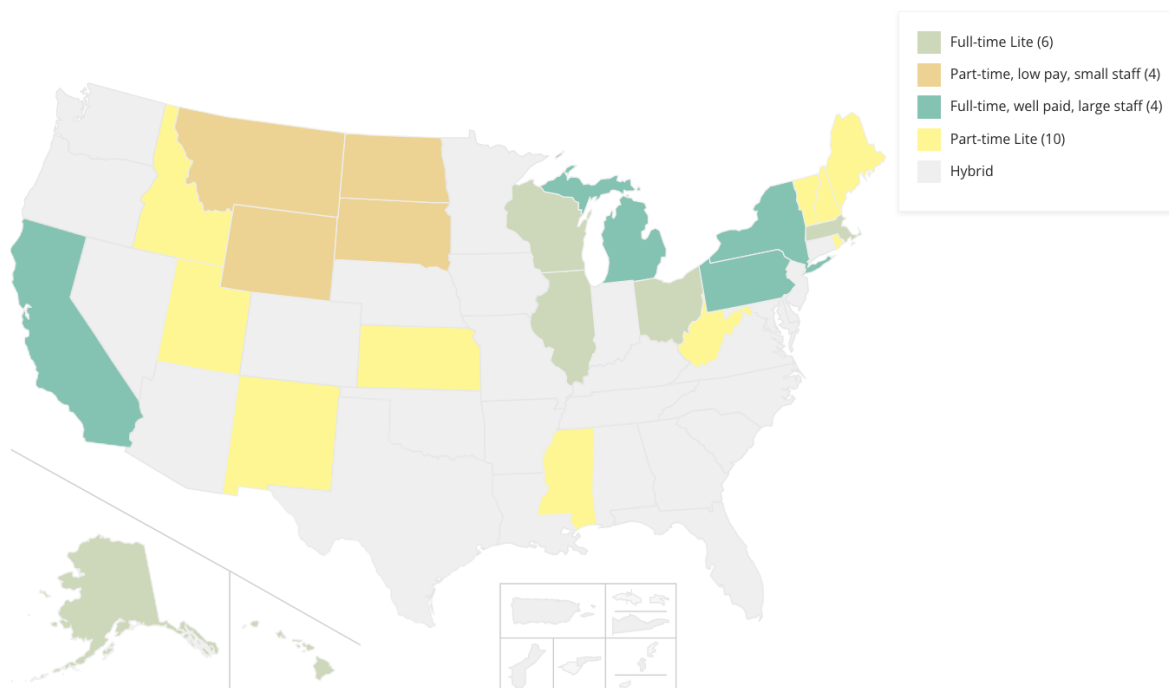 Full-time Lite (6)
Part-time, low pay, small staff (4)
Full-time, well paid, large staff (4)
Part-time Lite (10)
Hybrid